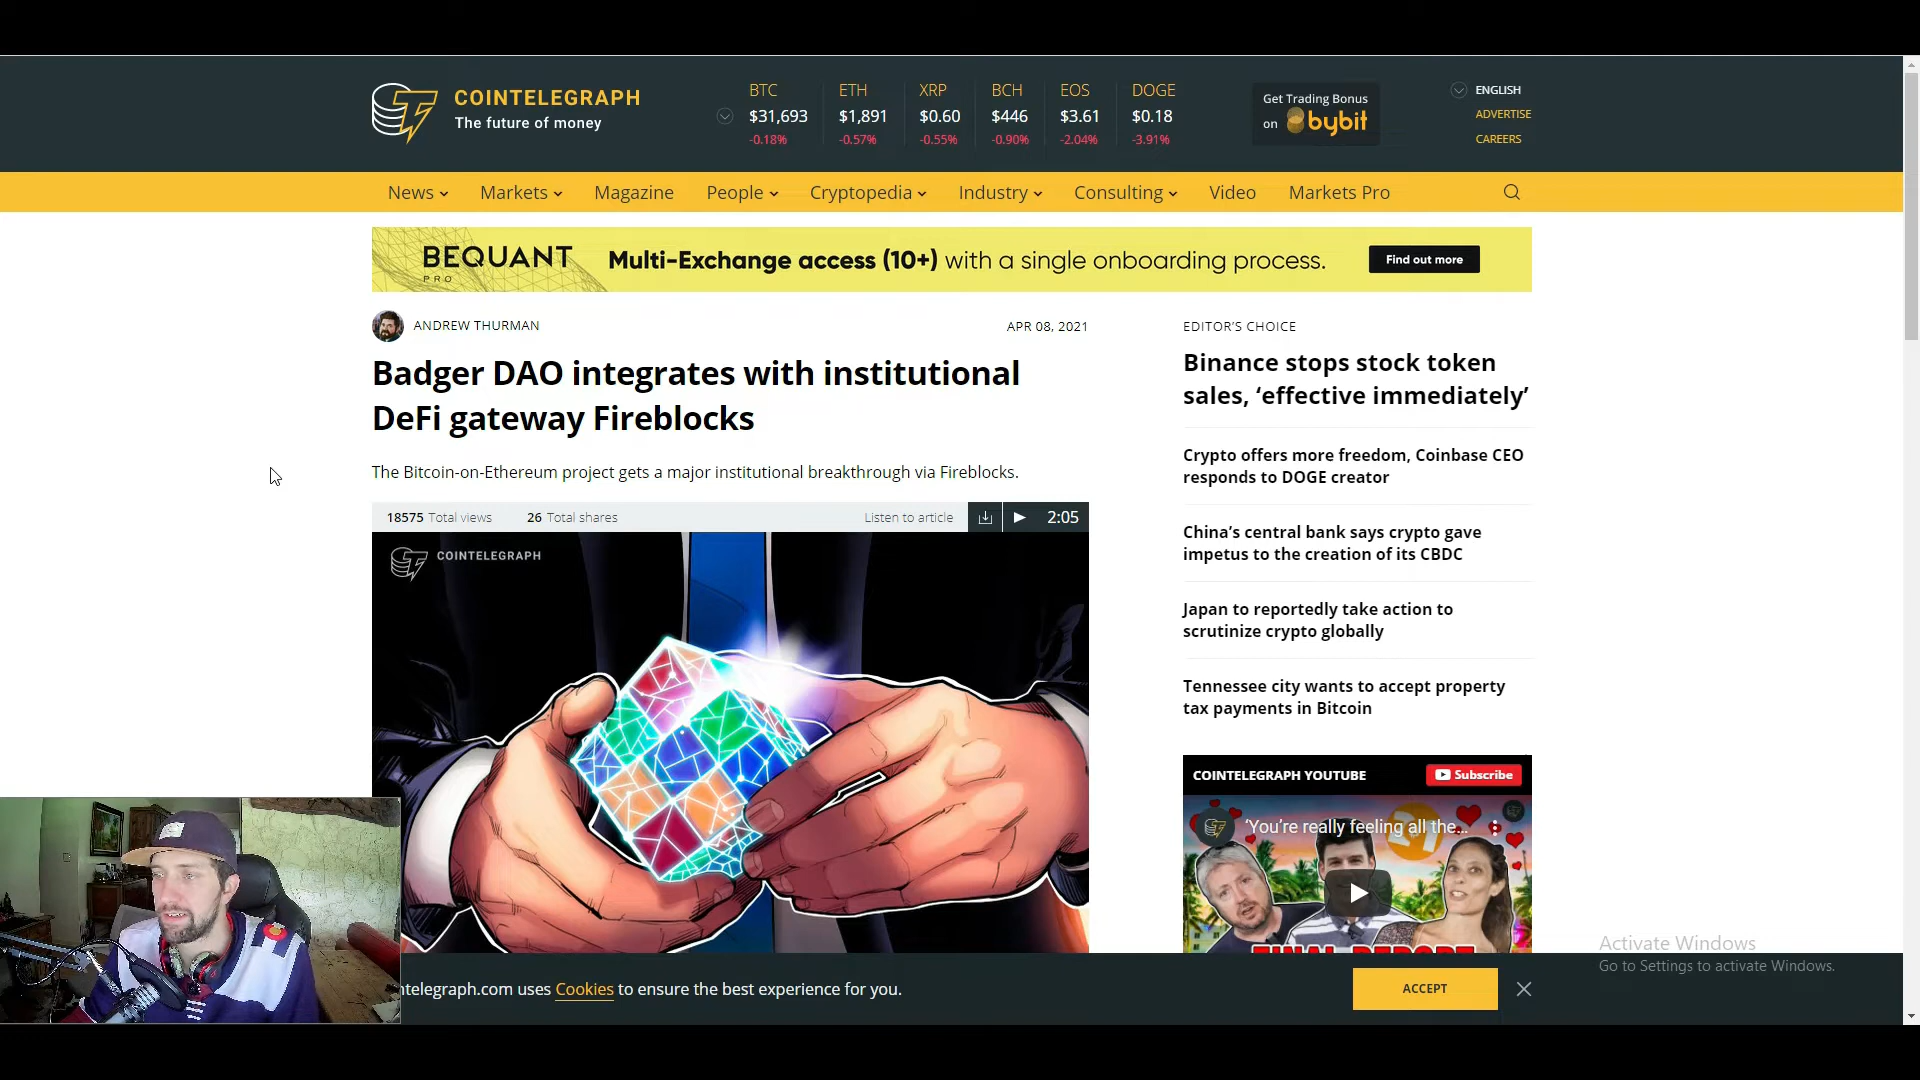 COINTELEGRAPH
The future of money
BTC ETH XRP BCH EOS DOGE
$31,693 $1,891 $0.60 $446 $3.61 $0.18
-0.18% -0.57% -0.55% -0.90% -2.04% -3.91%
Get Trading Bonus
on bybit
ENGLISH
ADVERTISE
CAREERS
News Markets Magazine People Cryptopedia Industry Consulting Video Markets Pro
BEQUANT
PRO
Multi-Exchange access (10+) with a single onboarding process.
Find out more
ANDREW THURMAN
APR 08, 2021
Badger DAO integrates with institutional
DeFi gateway Fireblocks
The Bitcoin-on-Ethereum project gets a major institutional breakthrough via Fireblocks.
18575 Total views 26 Total shares Listen to article 2:05
COINTELEGRAPH
EDITOR'S CHOICE
Binance stops stock token
sales, ‘effective immediately’
Crypto offers more freedom, Coinbase CEO
responds to DOGE creator
China’s central bank says crypto gave
impetus to the creation of its CBDC
Japan to reportedly take action to
scrutinize crypto globally
Tennessee city wants to accept property
tax payments in Bitcoin
COINTELEGRAPH YOUTUBE
Subscribe
‘You’re really feeling all the...
FINAL REPORT
ntelegraph.com uses Cookies to ensure the best experience for you.
ACCEPT
Activate Windows
Go to Settings to activate Windows.